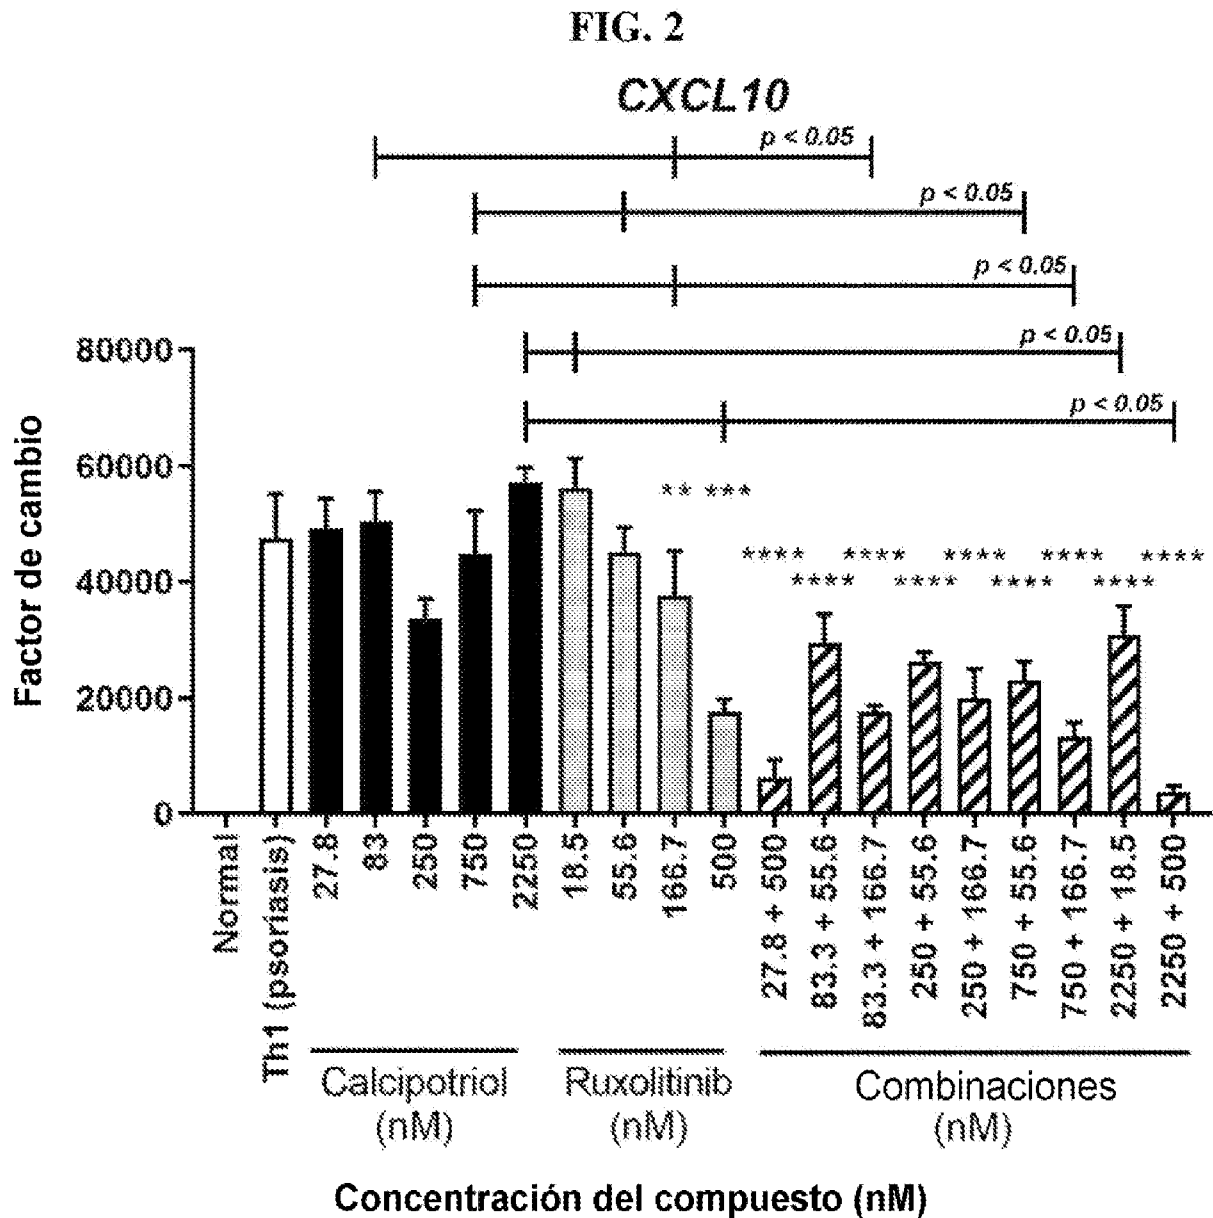 FIG. 2
CXCL10
p < 0.05
p < 0.05
p < 0.05
p < 0.05
p < 0.05
Factor de cambio
80000
60000
40000
20000
0
** ***
**** **** **** **** ****
**** **** **** ****
Normal
Th1 (psoriasis)
27.8
83
250
750
2250
18.5
55.6
166.7
500
27.8 + 500
83.3 + 55.6
83.3 + 166.7
250 + 55.6
250 + 166.7
750 + 55.6
750 + 166.7
2250 + 18.5
2250 + 500
Calcipotriol
(nM)
Ruxolitinib
(nM)
Combinaciones
(nM)
Concentración del compuesto (nM)